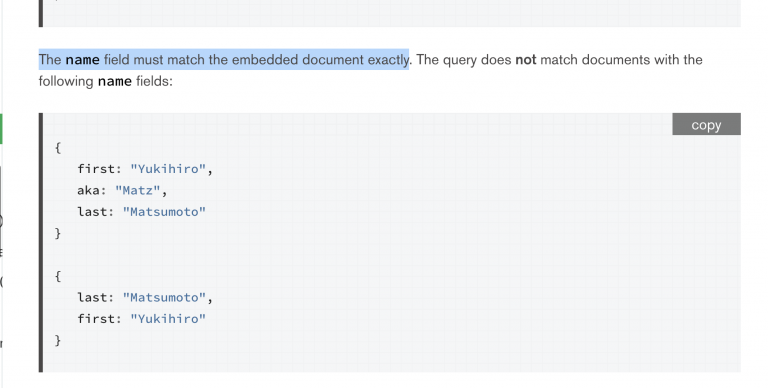 The name field must match the embedded document exactly. The query does not match documents with the
following name fields:
copy
{
first: "Yukihiro",
aka: "Matz",
last: "Matsumoto"
}
{
last: "Matsumoto",
first: "Yukihiro"
}